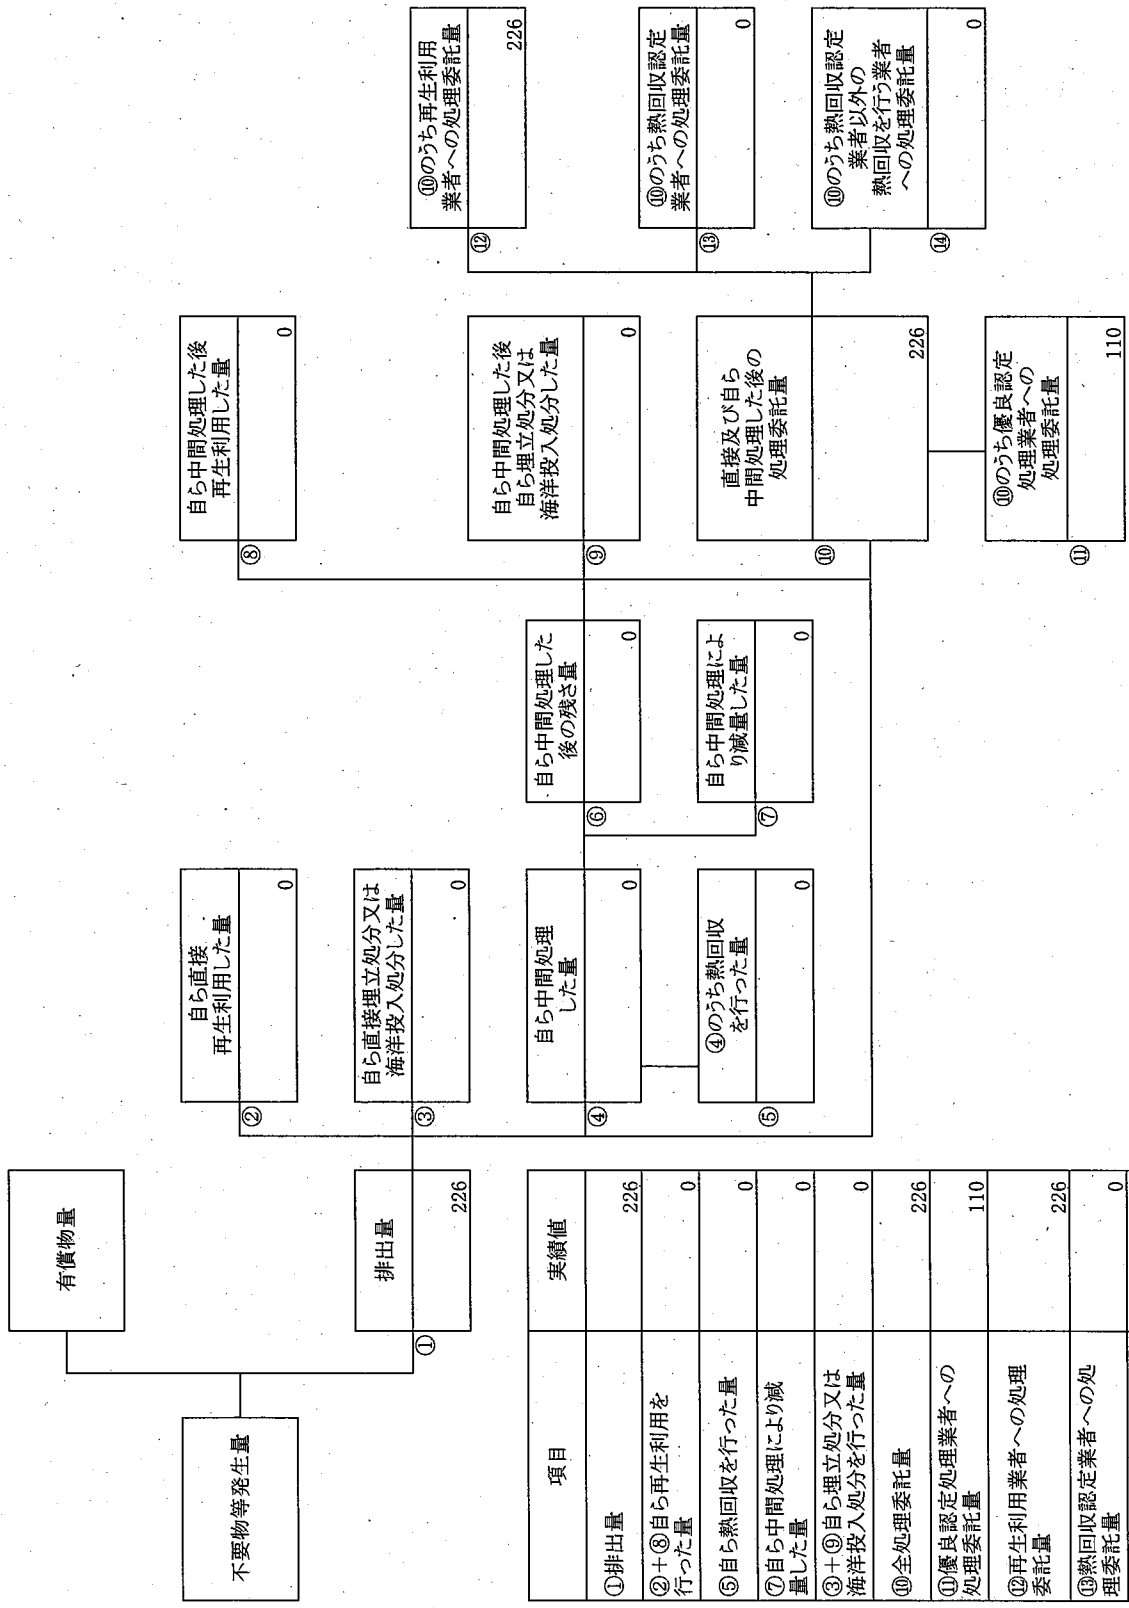 不要物等発生量
有償物量
排出量
①
226
自ら直接
再生利用した量
②
0
自ら直接埋立処分又は
海洋投入処分した量
③
0
自ら中間処理
した量
④
0
④のうち熱回収
を行った量
⑤
0
自ら中間処理した
後の残さ量
⑥
0
自ら中間処理によ
り減量した量
⑦
0
自ら中間処理した後
再生利用した量
⑧
0
自ら中間処理した後
自ら埋立処分又は
海洋投入処分した量
⑨
0
直接及び自ら
中間処理した後の
処理委託量
⑩
226
⑩のうち優良認定
処理業者への
処理委託量
⑪
110
⑩のうち再生利用
業者への処理委託量
⑫
226
⑩のうち熱回収認定
業者への処理委託量
⑬
0
⑩のうち熱回収認定
業者以外の
熱回収を行う業者
への処理委託量
⑭
0
項目 実績値
①排出量 226
②+⑧自ら再生利用を
行った量 0
⑤自ら熱回収を行った量 0
⑦自ら中間処理により減
量した量 0
③+⑨自ら埋立処分又は
海洋投入処分を行った量 0
⑩全処理委託量 226
⑪優良認定処理業者への
処理委託量 110
⑫再生利用業者への処理
委託量 226
⑬熱回収認定業者への処
理委託量 0